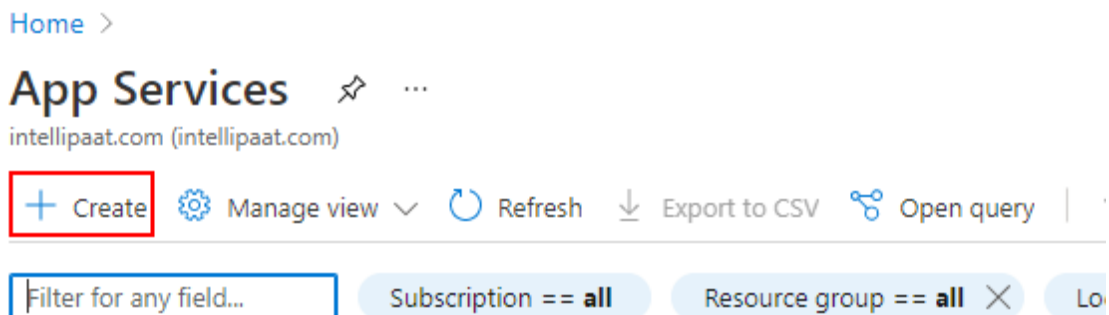 Home >
App Services
intellipaat.com (intellipaat.com)
+ Create Manage view Refresh Export to CSV Open query
Filter for any field... Subscription == all Resource group == all